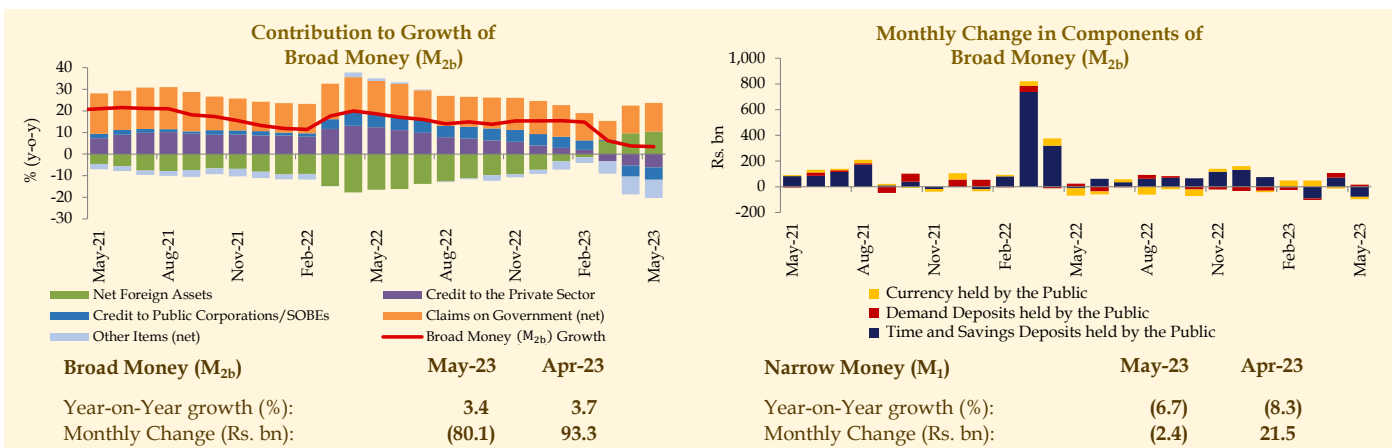 Contribution to Growth of
Broad Money (M2b)
% (y-o-y)
40
30
20
10
0
-10
-20
-30
May-21
Aug-21
Nov-21
Feb-22
May-22
Aug-22
Nov-22
Feb-23
May-23
Net Foreign Assets
Credit to the Private Sector
Credit to Public Corporations/SOBEs
Claims on Government (net)
Other Items (net)
Broad Money (M2b) Growth
Broad Money (M2b) May-23 Apr-23
Year-on-Year growth (%): 3.4 3.7
Monthly Change (Rs. bn): (80.1) 93.3
Monthly Change in Components of
Broad Money (M2b)
Rs. bn
1,000
800
600
400
200
0
-200
May-21
Aug-21
Nov-21
Feb-22
May-22
Aug-22
Nov-22
Feb-23
May-23
Currency held by the Public
Demand Deposits held by the Public
Time and Savings Deposits held by the Public
Narrow Money (M1) May-23 Apr-23
Year-on-Year growth (%): (6.7) (8.3)
Monthly Change (Rs. bn): (2.4) 21.5